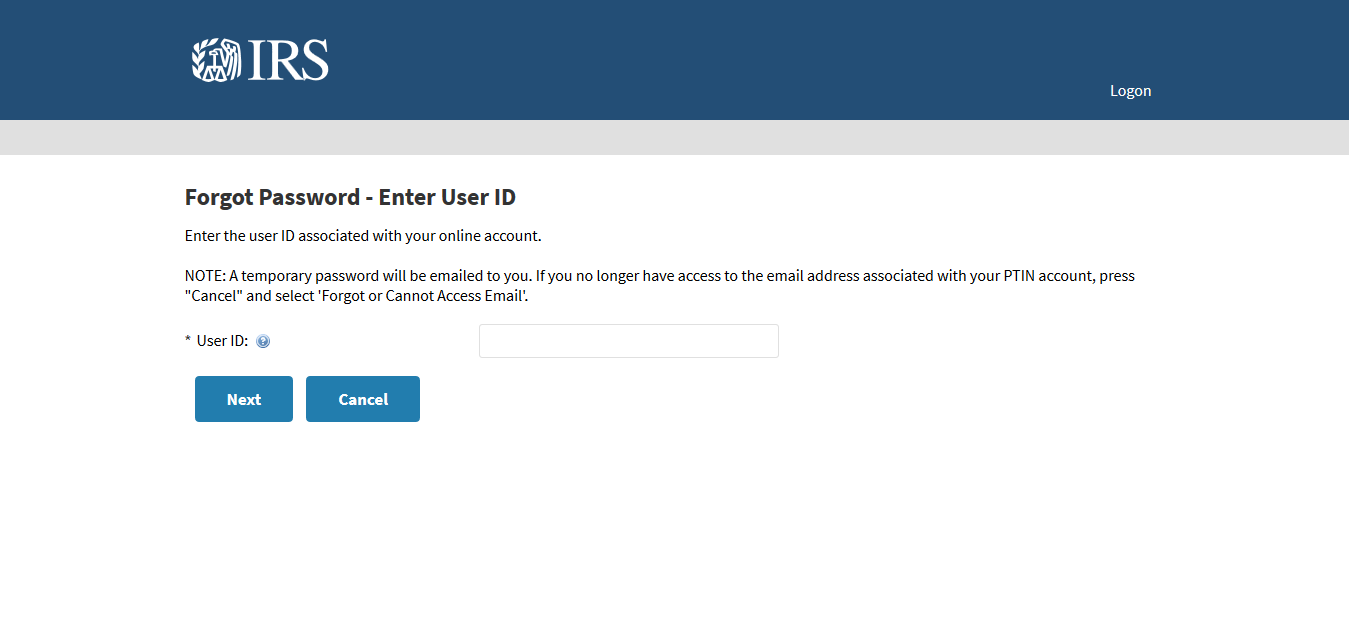 IRS
Logon
Forgot Password - Enter User ID
Enter the user ID associated with your online account.
NOTE: A temporary password will be emailed to you. If you no longer have access to the email address associated with your PTIN account, press
"Cancel" and select 'Forgot or Cannot Access Email'.
* User ID: ?
Next Cancel